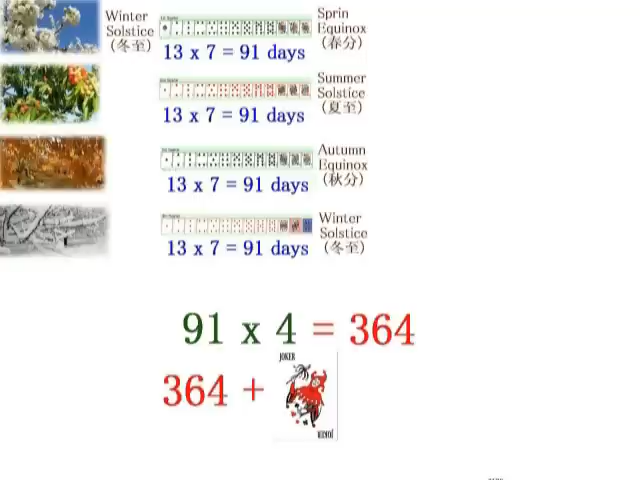 Winter
Solstice
(冬至)
Sprin
Equinox
(春分)
13 x 7 = 91 days
Summer
Solstice
(夏至)
13 x 7 = 91 days
Autumn
Equinox
(秋分)
13 x 7 = 91 days
Winter
Solstice
(冬至)
13 x 7 = 91 days
91 x 4 = 364
364 +
JOKER
JOKER